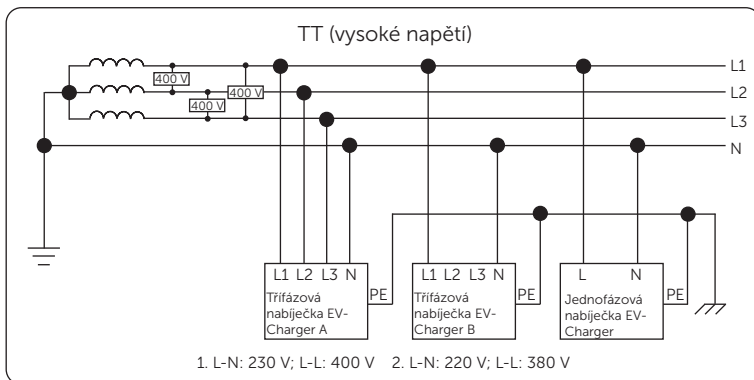 TT (vysoké napětí)
L1
400 V
400 V
L2
400 V
L3
N
L1 L2 L3 N
Třífázová
nabíječka EV-
Charger A
PE
L1 L2 L3 N
Třífázová
nabíječka EV-
Charger B
PE
L N
Jednofázová
nabíječka EV-
Charger
PE
1. L-N: 230 V; L-L: 400 V 2. L-N: 220 V; L-L: 380 V